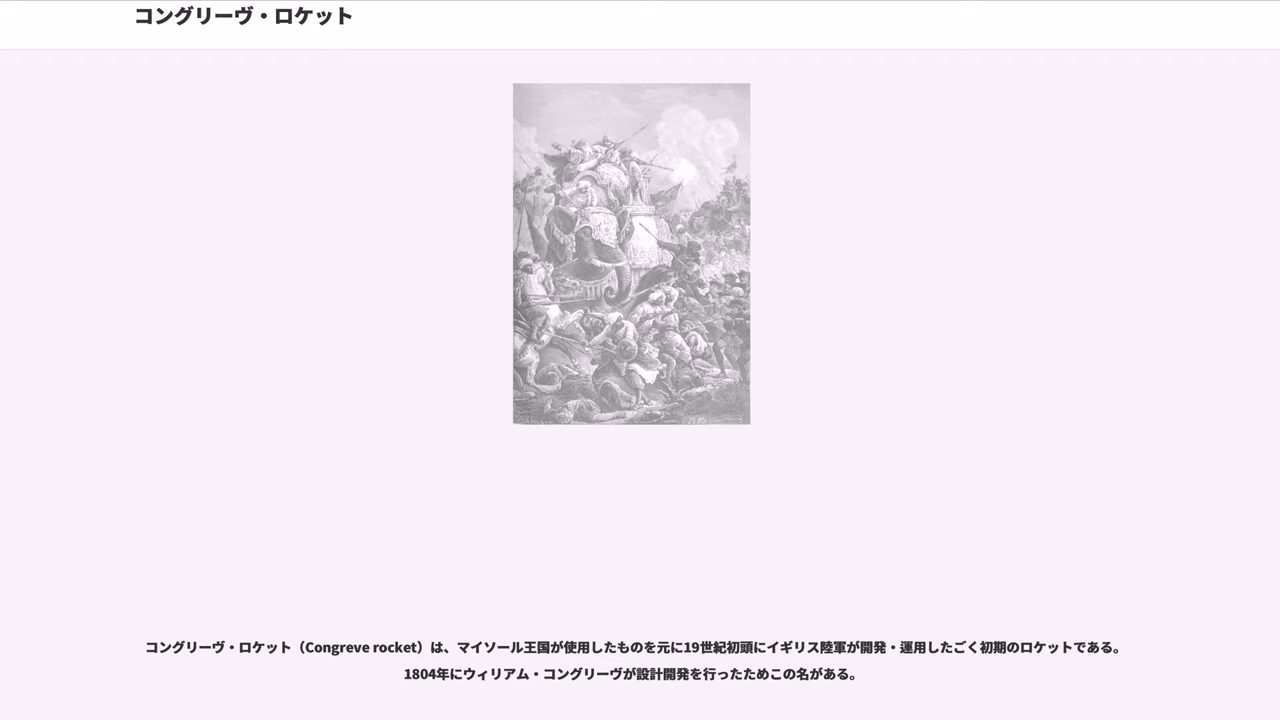 コングリーヴ・ロケット
コングリーヴ・ロケット（Congreve rocket）は、マイソール王国が使用したものを元に19世紀初頭にイギリス陸軍が開発・運用したごく初期のロケットである。
1804年にウィリアム・コングリーヴが設計開発を行ったためこの名がある。